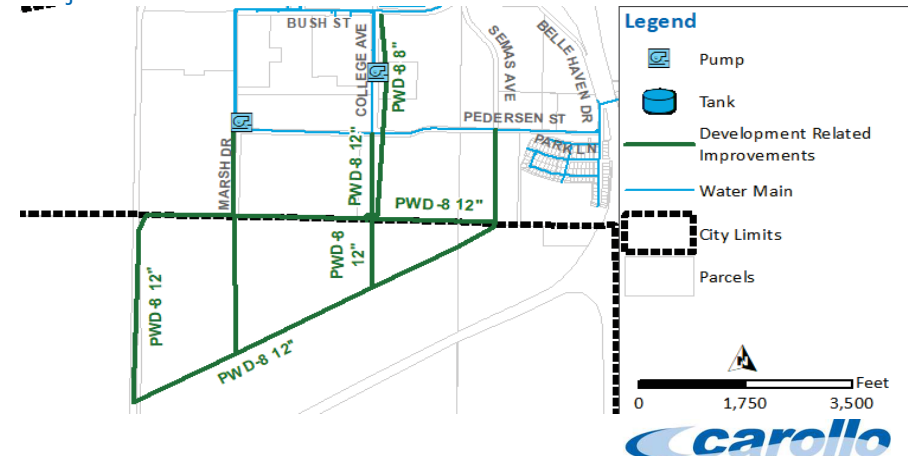 BUSH ST
COLLEGE AVE
SEMAS AVE
BELLE HAVEN DR
PWD-8 8"
PEDERSEN ST
PARK LN
MARSH DR
PWD-8 12"
PWD-8 12"
PWD-8
12"
PWD-8 12"
PWD-8 12"
Legend
Pump
Tank
Development Related
Improvements
Water Main
City Limits
Parcels
N
Feet
0 1,750 3,500
carollo